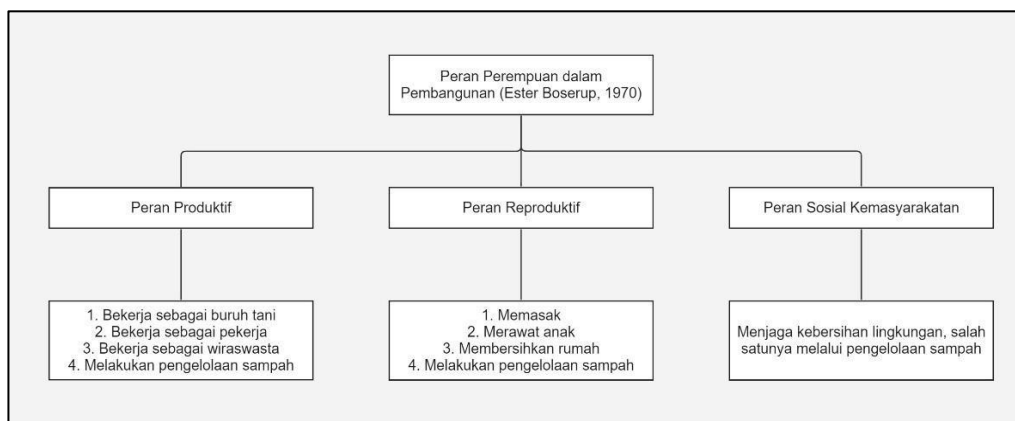 Peran Perempuan dalam
Pembangunan (Ester Boserup, 1970)
Peran Produktif
Peran Reproduktif
Peran Sosial Kemasyarakatan
1. Bekerja sebagai buruh tani
2. Bekerja sebagai pekerja
3. Bekerja sebagai wiraswasta
4. Melakukan pengelolaan sampah
1. Memasak
2. Merawat anak
3. Membersihkan rumah
4. Melakukan pengelolaan sampah
Menjaga kebersihan lingkungan, salah
satunya melalui pengelolaan sampah